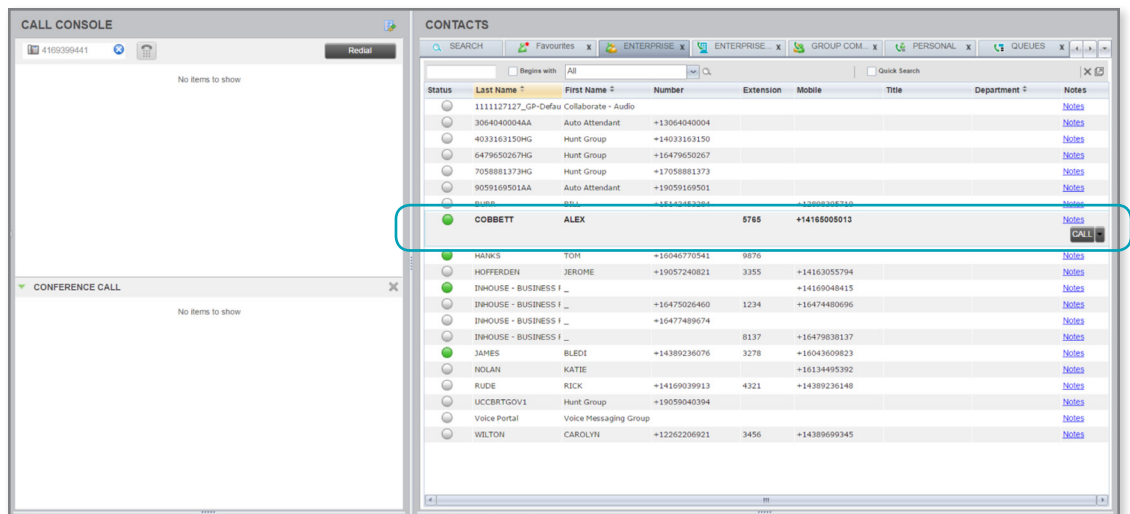 CALL CONSOLE
4169399441 Redial
No items to show
CONFERENCE CALL
No items to show
CONTACTS
SEARCH Favourites x ENTERPRISE x ENTERPRISE... x GROUP COM... x PERSONAL x QUEUES x
Begins with All Quick Search
Status Last Name First Name Number Extension Mobile Title Department Notes
1111127127_GP-Defau Collaborate - Audio Notes
3064040004AA Auto Attendant +13064040004 Notes
4033163150HG Hunt Group +14033163150 Notes
6479650267HG Hunt Group +16479650267 Notes
7058881373HG Hunt Group +17058881373 Notes
9059169501AA Auto Attendant +19059169501 Notes
BURR BILL Notes
COBBETT ALEX 5765 +14165005013 Notes
CALL
HANKS TOM +16046770541 9876 Notes
HOFFERDEN JEROME +19057240821 3355 +14163055794 Notes
INHOUSE - BUSINESS F _ +14169048415 Notes
INHOUSE - BUSINESS F _ +16475026460 1234 +16474480696 Notes
INHOUSE - BUSINESS F _ +16477489674 Notes
INHOUSE - BUSINESS F _ 8137 +16479838137 Notes
JAMES BLEDI +14389236076 3278 +16043609823 Notes
NOLAN KATIE +16134495392 Notes
RUDE RICK +14169039913 4321 +14389236148 Notes
UCCBRTGOV1 Hunt Group +19059040394 Notes
Voice Portal Voice Messaging Group Notes
WILTON CAROLYN +12262206921 3456 +14389699345 Notes